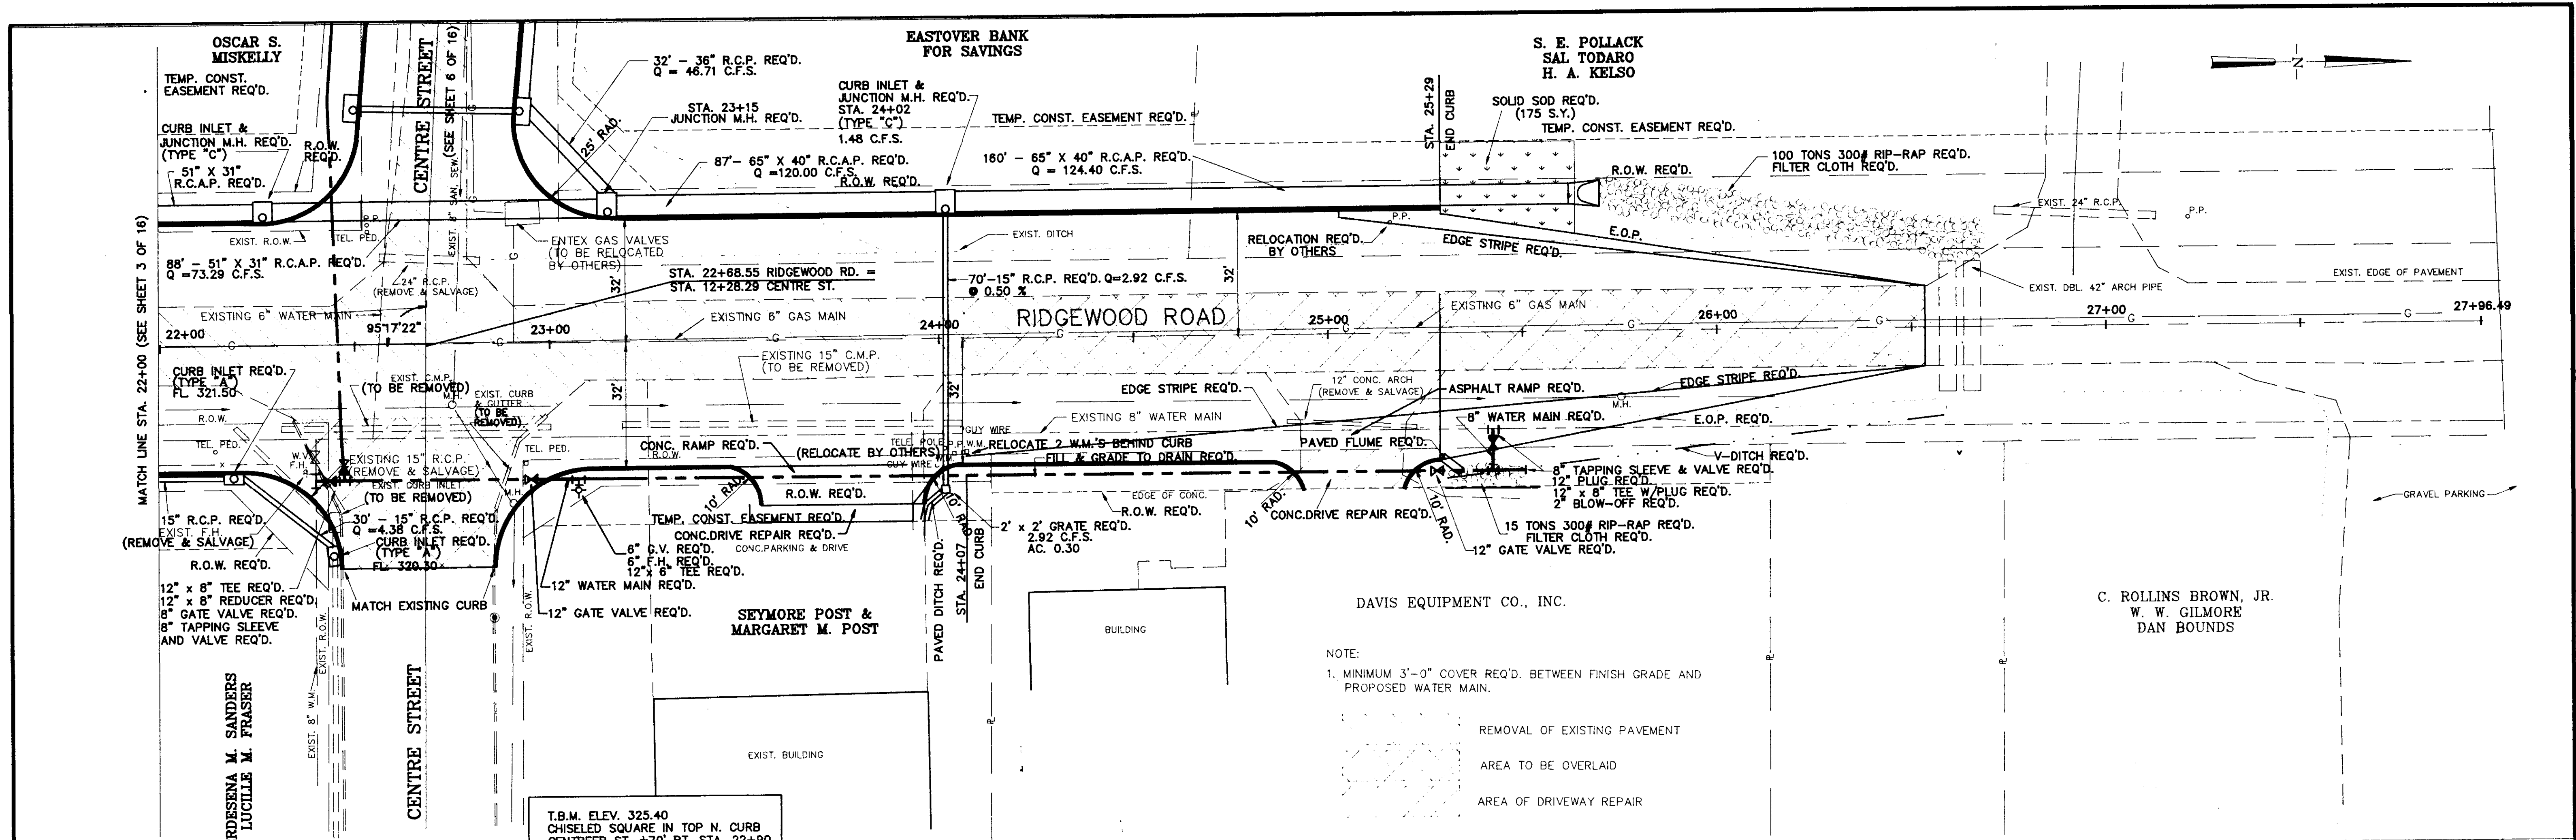 OSCAR S.
MISKELLY
TEMP. CONST.
EASEMENT REQ'D.
CURB INLET &
JUNCTION M.H. REQ'D.
(TYPE "C")
R.O.W.
REQ'D.
51" X 31"
R.C.A.P. REQ'D.
CENTRE STREET
(SEE SHEET 6 OF 16)
EXIST. 8" SAN. SEW.
EASTOVER BANK
FOR SAVINGS
32' - 36" R.C.P. REQ'D.
Q = 46.71 C.F.S.
STA. 23+15
JUNCTION M.H. REQ'D.
25' RAD.
CURB INLET &
JUNCTION M.H. REQ'D.
STA. 24+02
(TYPE "C")
1.48 C.F.S.
TEMP. CONST. EASEMENT REQ'D.
87'- 65" X 40" R.C.A.P. REQ'D.
Q =120.00 C.F.S.
R.O.W. REQ'D.
160' - 65" X 40" R.C.A.P. REQ'D.
Q = 124.40 C.F.S.
S. E. POLLACK
SAL TODARO
H. A. KELSO
STA. 25+29
END CURB
SOLID SOD REQ'D.
(175 S.Y.)
TEMP. CONST. EASEMENT REQ'D.
100 TONS 300# RIP-RAP REQ'D.
FILTER CLOTH REQ'D.
R.O.W. REQ'D.
N
EXIST. 24" R.C.P.
P.P.
P.P.
P.P.
MATCH LINE STA. 22+00 (SEE SHEET 3 OF 16)
EXIST. R.O.W.
TEL. PED.
88' - 51" X 31" R.C.A.P. REQ'D.
Q =73.29 C.F.S.
24" R.C.P.
(REMOVE & SALVAGE)
ENTEX GAS VALVES
(TO BE RELOCATED
BY OTHERS)
EXIST. DITCH
STA. 22+68.55 RIDGEWOOD RD. =
STA. 12+28.29 CENTRE ST.
32'
70'-15" R.C.P. REQ'D. Q=2.92 C.F.S.
@ 0.50 %
32'
RELOCATION REQ'D.
BY OTHERS
EDGE STRIPE REQ'D.
E.O.P.
EXIST. EDGE OF PAVEMENT
EXIST. DBL. 42" ARCH PIPE
EXISTING 6" WATER MAIN
95°17'22"
22+00
23+00
EXISTING 6" GAS MAIN
24+00
RIDGEWOOD ROAD
25+00
EXISTING 6" GAS MAIN
26+00
27+00
27+96.49
CURB INLET REQ'D.
(TYPE "A")
FL. 321.50
EXIST. C.M.P.
(TO BE REMOVED)
M.H.
EXIST. CURB
& GUTTER
(TO BE
REMOVED)
EXISTING 15" C.M.P.
(TO BE REMOVED)
32'
32'
EDGE STRIPE REQ'D.
12" CONC. ARCH
(REMOVE & SALVAGE)
ASPHALT RAMP REQ'D.
EDGE STRIPE REQ'D.
M.H.
R.O.W.
EXISTING 8" WATER MAIN
8" WATER MAIN REQ'D.
E.O.P. REQ'D.
TEL. PED.
W.V.
F.H.
EXISTING 15" R.C.P.
(REMOVE & SALVAGE)
EXIST. CURB INLET
(TO BE REMOVED)
M.H.
TEL. PED.
CONC. RAMP REQ'D.
R.O.W.
GUY WIRE
TELE. POLE
P.P.
W.M.
(RELOCATE BY OTHERS)
GUY WIRE
W.M.
RELOCATE 2 W.M.'S BEHIND CURB
FILL & GRADE TO DRAIN REQ'D.
PAVED FLUME REQ'D.
V-DITCH REQ'D.
8" TAPPING SLEEVE & VALVE REQ'D.
12" PLUG REQ'D.
12" x 8" TEE W/PLUG REQ'D.
2" BLOW-OFF REQ'D.
GRAVEL PARKING
15" R.C.P. REQ'D.
EXIST. F.H.
(REMOVE & SALVAGE)
30' - 15" R.C.P. REQ'D.
Q =4.38 C.F.S.
CURB INLET REQ'D.
(TYPE "A")
FL. 320.30
10' RAD.
R.O.W. REQ'D.
TEMP. CONST. EASEMENT REQ'D.
CONC.DRIVE REPAIR REQ'D.
CONC.PARKING & DRIVE
10' RAD.
EDGE OF CONC.
R.O.W. REQ'D.
2' x 2' GRATE REQ'D.
2.92 C.F.S.
AC. 0.30
10' RAD.
CONC.DRIVE REPAIR REQ'D.
10' RAD.
15 TONS 300# RIP-RAP REQ'D.
FILTER CLOTH REQ'D.
12" GATE VALVE REQ'D.
R.O.W. REQ'D.
12" x 8" TEE REQ'D.
12" x 8" REDUCER REQ'D.
8" GATE VALVE REQ'D.
8" TAPPING SLEEVE
AND VALVE REQ'D.
MATCH EXISTING CURB
6" G.V. REQ'D.
6" F.H. REQ'D.
12"x 6" TEE REQ'D.
12" WATER MAIN REQ'D.
12" GATE VALVE REQ'D.
EXIST. R.O.W.
EXIST. R.O.W.
EXIST. 8" W.M.
SEYMORE POST &
MARGARET M. POST
PAVED DITCH REQ'D.
STA. 24+07
END CURB
BUILDING
DAVIS EQUIPMENT CO., INC.
C. ROLLINS BROWN, JR.
W. W. GILMORE
DAN BOUNDS
RDESENA M. SANDERS
LUCILLE M. FRASER
CENTRE STREET
EXIST. BUILDING
NOTE:
1. MINIMUM 3'-0" COVER REQ'D. BETWEEN FINISH GRADE AND
PROPOSED WATER MAIN.
REMOVAL OF EXISTING PAVEMENT
AREA TO BE OVERLAID
AREA OF DRIVEWAY REPAIR
T.B.M. ELEV. 325.40
CHISELED SQUARE IN TOP N. CURB